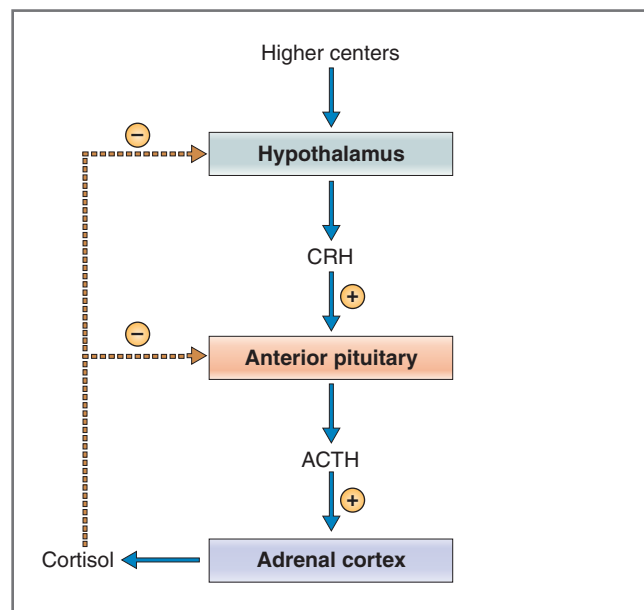 Higher centers
−
Hypothalamus
CRH
+
−
Anterior pituitary
ACTH
+
Cortisol
Adrenal cortex